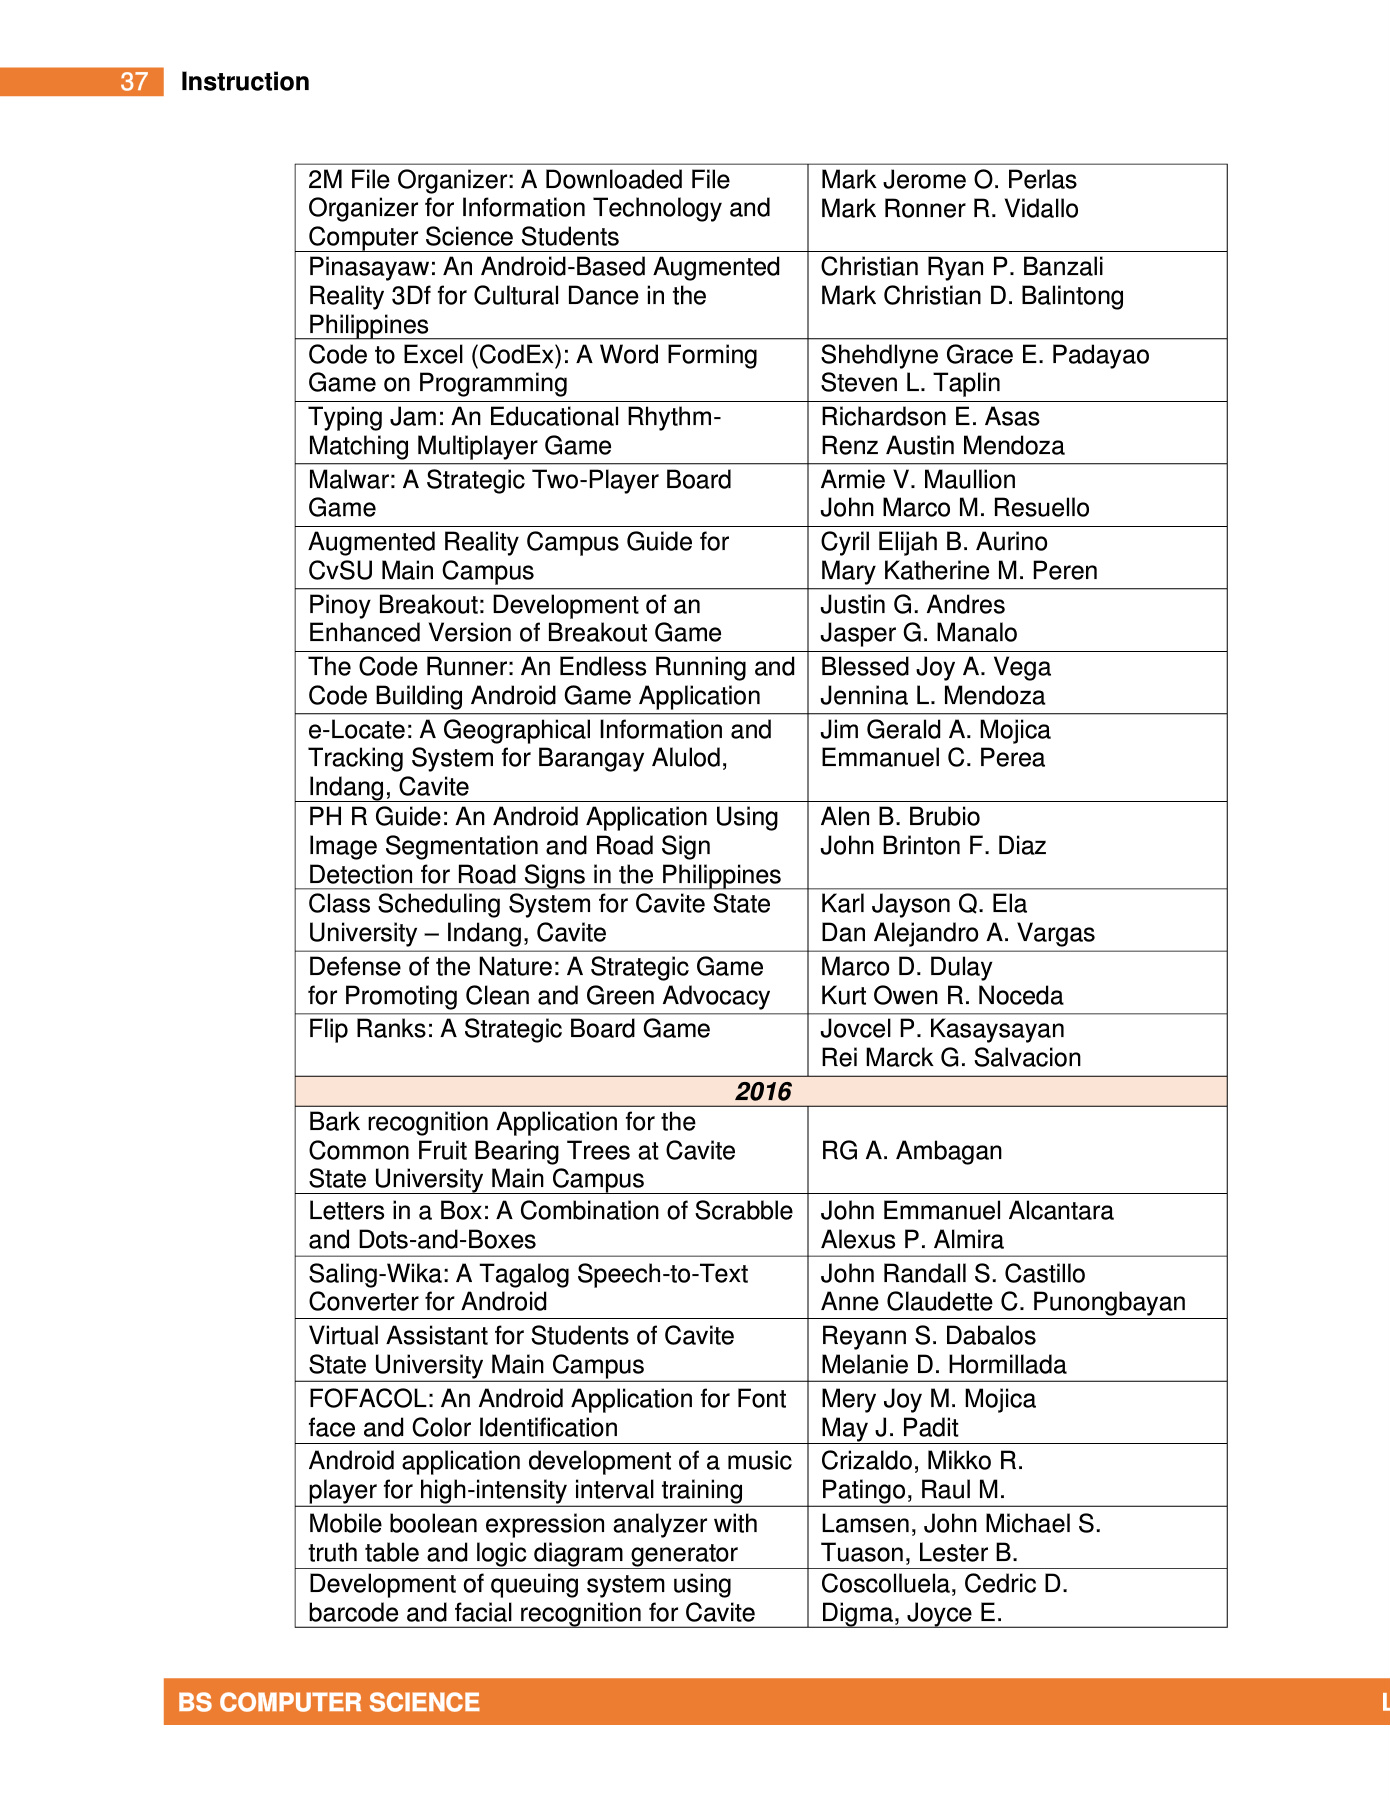 37 Instruction
2M File Organizer: A Downloaded File
Organizer for Information Technology and
Computer Science Students
Mark Jerome O. Perlas
Mark Ronner R. Vidallo
Pinasayaw: An Android-Based Augmented
Reality 3Df for Cultural Dance in the
Philippines
Christian Ryan P. Banzali
Mark Christian D. Balintong
Code to Excel (CodEx): A Word Forming
Game on Programming
Shehdlyne Grace E. Padayao
Steven L. Taplin
Typing Jam: An Educational Rhythm-
Matching Multiplayer Game
Richardson E. Asas
Renz Austin Mendoza
Malwar: A Strategic Two-Player Board
Game
Armie V. Maullion
John Marco M. Resuello
Augmented Reality Campus Guide for
CvSU Main Campus
Cyril Elijah B. Aurino
Mary Katherine M. Peren
Pinoy Breakout: Development of an
Enhanced Version of Breakout Game
Justin G. Andres
Jasper G. Manalo
The Code Runner: An Endless Running and
Code Building Android Game Application
Blessed Joy A. Vega
Jennina L. Mendoza
e-Locate: A Geographical Information and
Tracking System for Barangay Alulod,
Indang, Cavite
Jim Gerald A. Mojica
Emmanuel C. Perea
PH R Guide: An Android Application Using
Image Segmentation and Road Sign
Detection for Road Signs in the Philippines
Alen B. Brubio
John Brinton F. Diaz
Class Scheduling System for Cavite State
University – Indang, Cavite
Karl Jayson Q. Ela
Dan Alejandro A. Vargas
Defense of the Nature: A Strategic Game
for Promoting Clean and Green Advocacy
Marco D. Dulay
Kurt Owen R. Noceda
Flip Ranks: A Strategic Board Game
Jovcel P. Kasaysayan
Rei Marck G. Salvacion
2016
Bark recognition Application for the
Common Fruit Bearing Trees at Cavite
State University Main Campus
RG A. Ambagan
Letters in a Box: A Combination of Scrabble
and Dots-and-Boxes
John Emmanuel Alcantara
Alexus P. Almira
Saling-Wika: A Tagalog Speech-to-Text
Converter for Android
John Randall S. Castillo
Anne Claudette C. Punongbayan
Virtual Assistant for Students of Cavite
State University Main Campus
Reyann S. Dabalos
Melanie D. Hormillada
FOFACOL: An Android Application for Font
face and Color Identification
Mery Joy M. Mojica
May J. Padit
Android application development of a music
player for high-intensity interval training
Crizaldo, Mikko R.
Patingo, Raul M.
Mobile boolean expression analyzer with
truth table and logic diagram generator
Lamsen, John Michael S.
Tuason, Lester B.
Development of queuing system using
barcode and facial recognition for Cavite
Coscolluela, Cedric D.
Digma, Joyce E.
BS COMPUTER SCIENCE